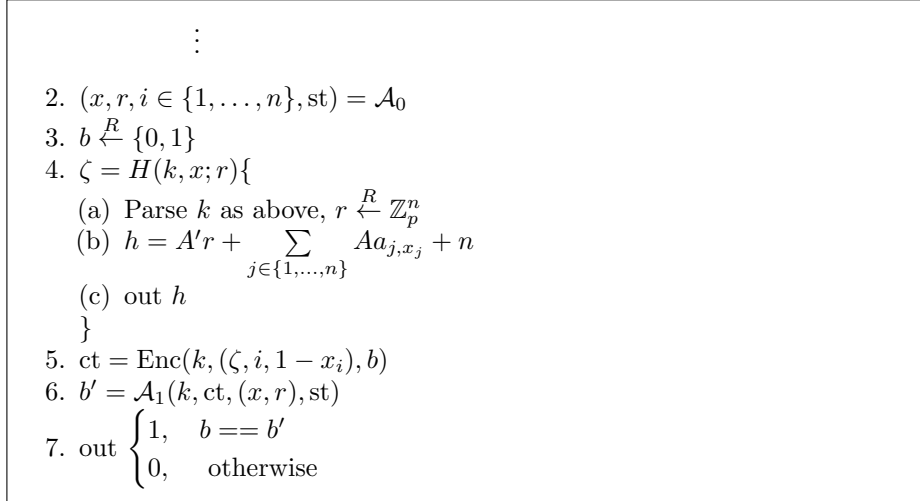 ⋮
2. (x, r, i ∈ {1, . . . , n}, st) = 𝒜₀
3. b ←ᴿ {0, 1}
4. ζ = H(k, x; r){
(a) Parse k as above, r ←ᴿ ℤₚⁿ
(b) h = A′r + ∑_{j∈{1,...,n}} Aa_{j,x_j} + n
(c) out h
}
5. ct = Enc(k, (ζ, i, 1 − x_i), b)
6. b′ = 𝒜₁(k, ct, (x, r), st)
7. out { 1, b == b′
0, otherwise